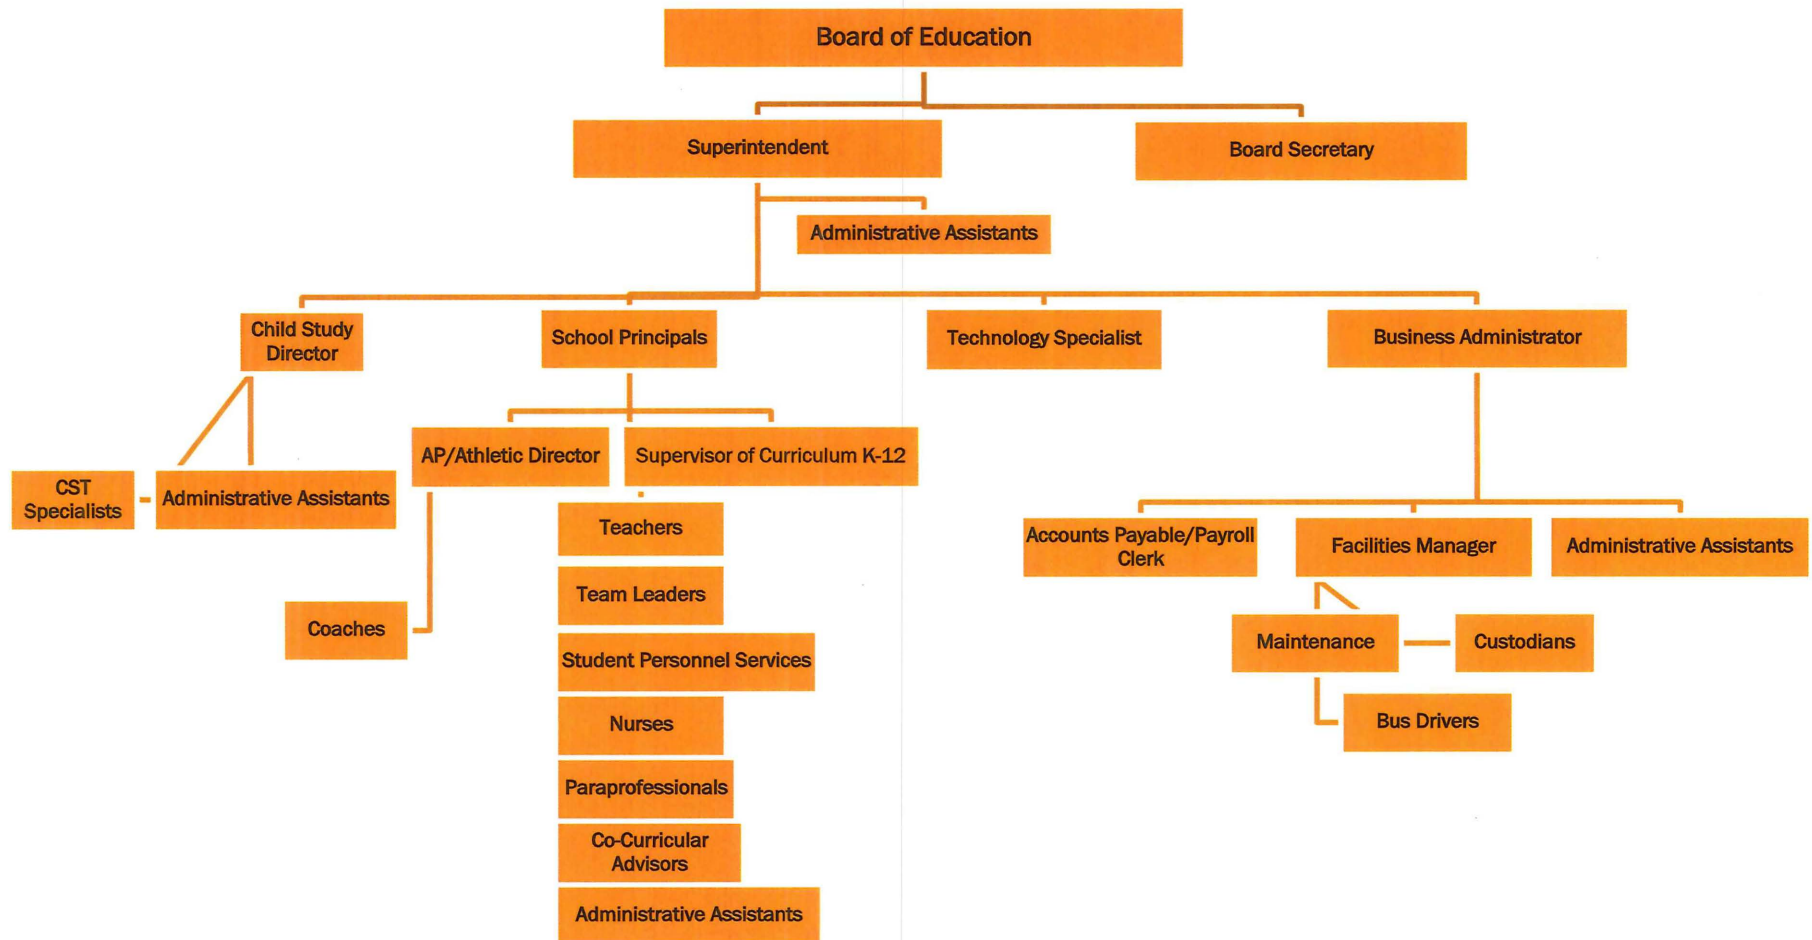 Board of Education
Superintendent
Board Secretary
Administrative Assistants
Child Study
Director
School Principals
Technology Specialist
Business Administrator
AP/Athletic Director
Supervisor of Curriculum K-12
CST
Specialists
Administrative Assistants
Teachers
Accounts Payable/Payroll
Clerk
Facilities Manager
Administrative Assistants
Team Leaders
Coaches
Maintenance
Custodians
Student Personnel Services
Nurses
Bus Drivers
Paraprofessionals
Co-Curricular
Advisors
Administrative Assistants